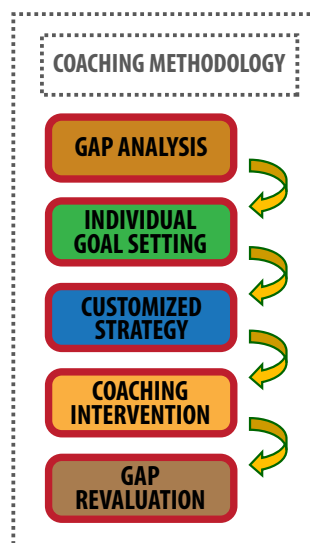 COACHING METHODOLOGY
GAP ANALYSIS
INDIVIDUAL
GOAL SETTING
CUSTOMIZED
STRATEGY
COACHING
INTERVENTION
GAP
REVALUATION